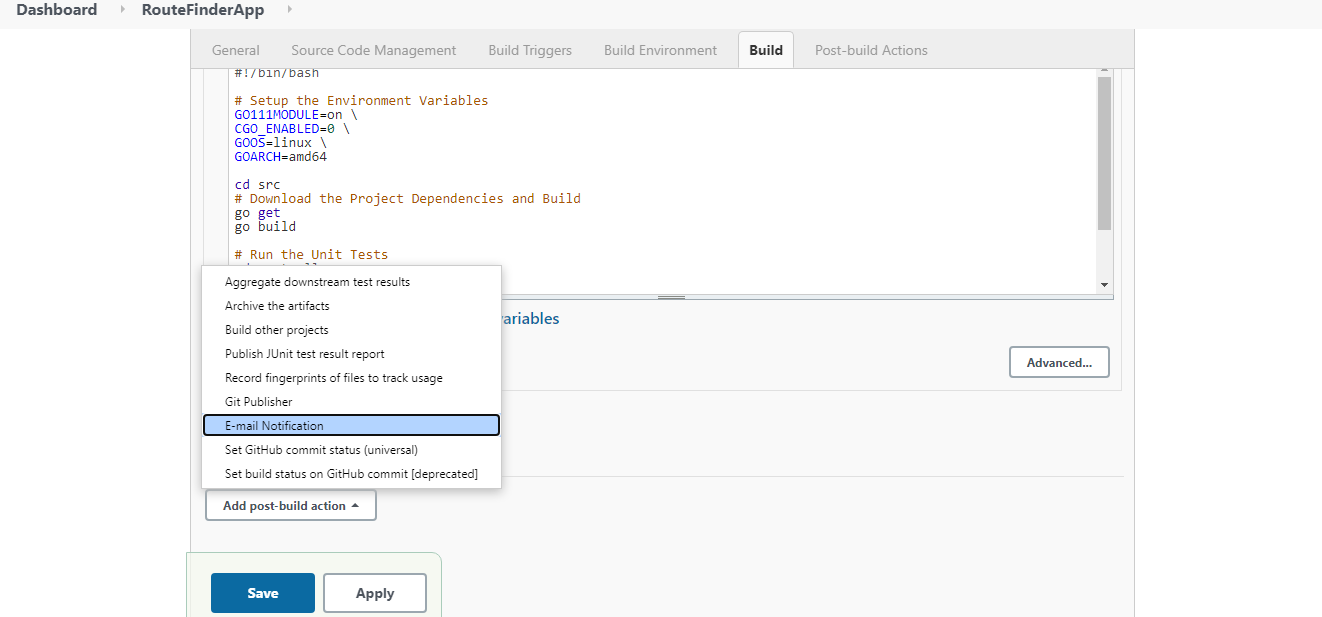 Dashboard RouteFinderApp
General Source Code Management Build Triggers Build Environment Build Post-build Actions
#!/bin/bash
# Setup the Environment Variables
GO111MODULE=on \
CGO_ENABLED=0 \
GOOS=linux \
GOARCH=amd64
cd src
# Download the Project Dependencies and Build
go get
go build
# Run the Unit Tests
Aggregate downstream test results
Archive the artifacts
Build other projects
Publish JUnit test result report
Record fingerprints of files to track usage
Git Publisher
E-mail Notification
Set GitHub commit status (universal)
Set build status on GitHub commit [deprecated]
variables
Advanced...
Add post-build action
Save Apply